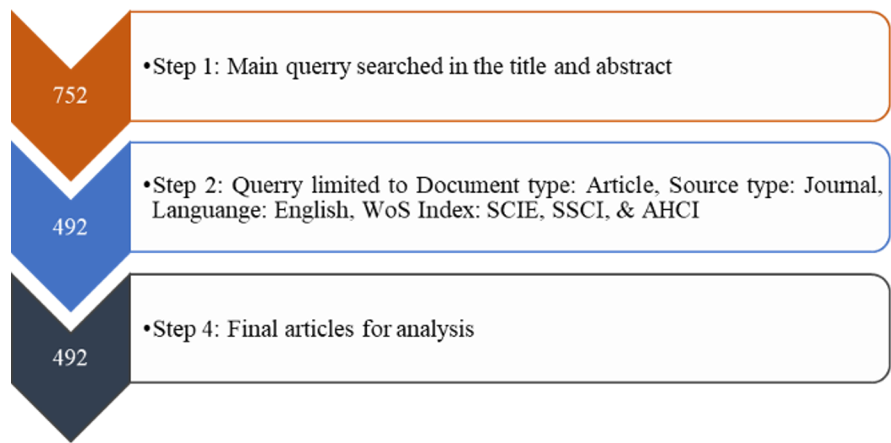 752
•Step 1: Main querry searched in the title and abstract
492
•Step 2: Querry limited to Document type: Article, Source type: Journal,
Languange: English, WoS Index: SCIE, SSCI, & AHCI
492
•Step 4: Final articles for analysis